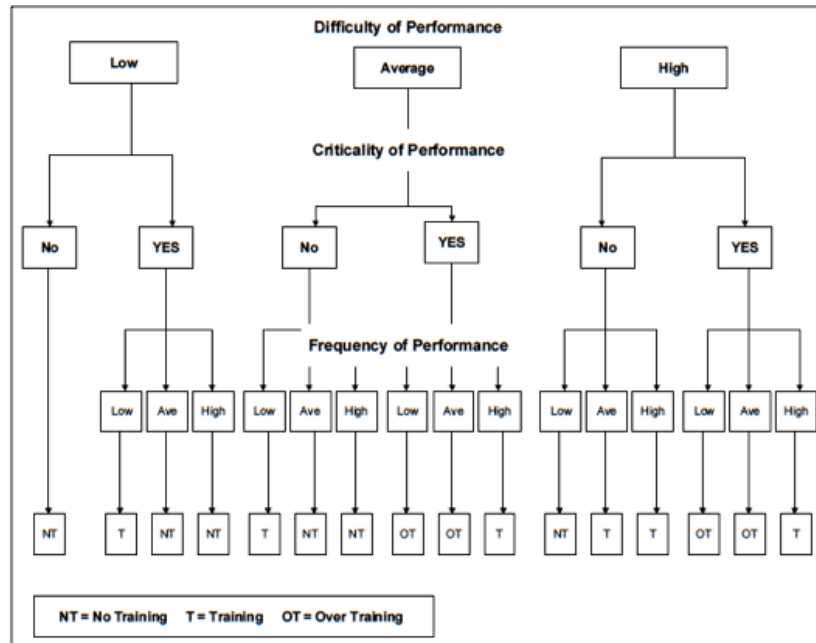 Difficulty of Performance
Low Average High
Criticality of Performance
No YES No YES No YES
Frequency of Performance
Low Ave High Low Ave High Low Ave High Low Ave High Low Ave High
NT T NT NT T NT NT OT OT T NT T T OT OT T
NT = No Training T = Training OT = Over Training